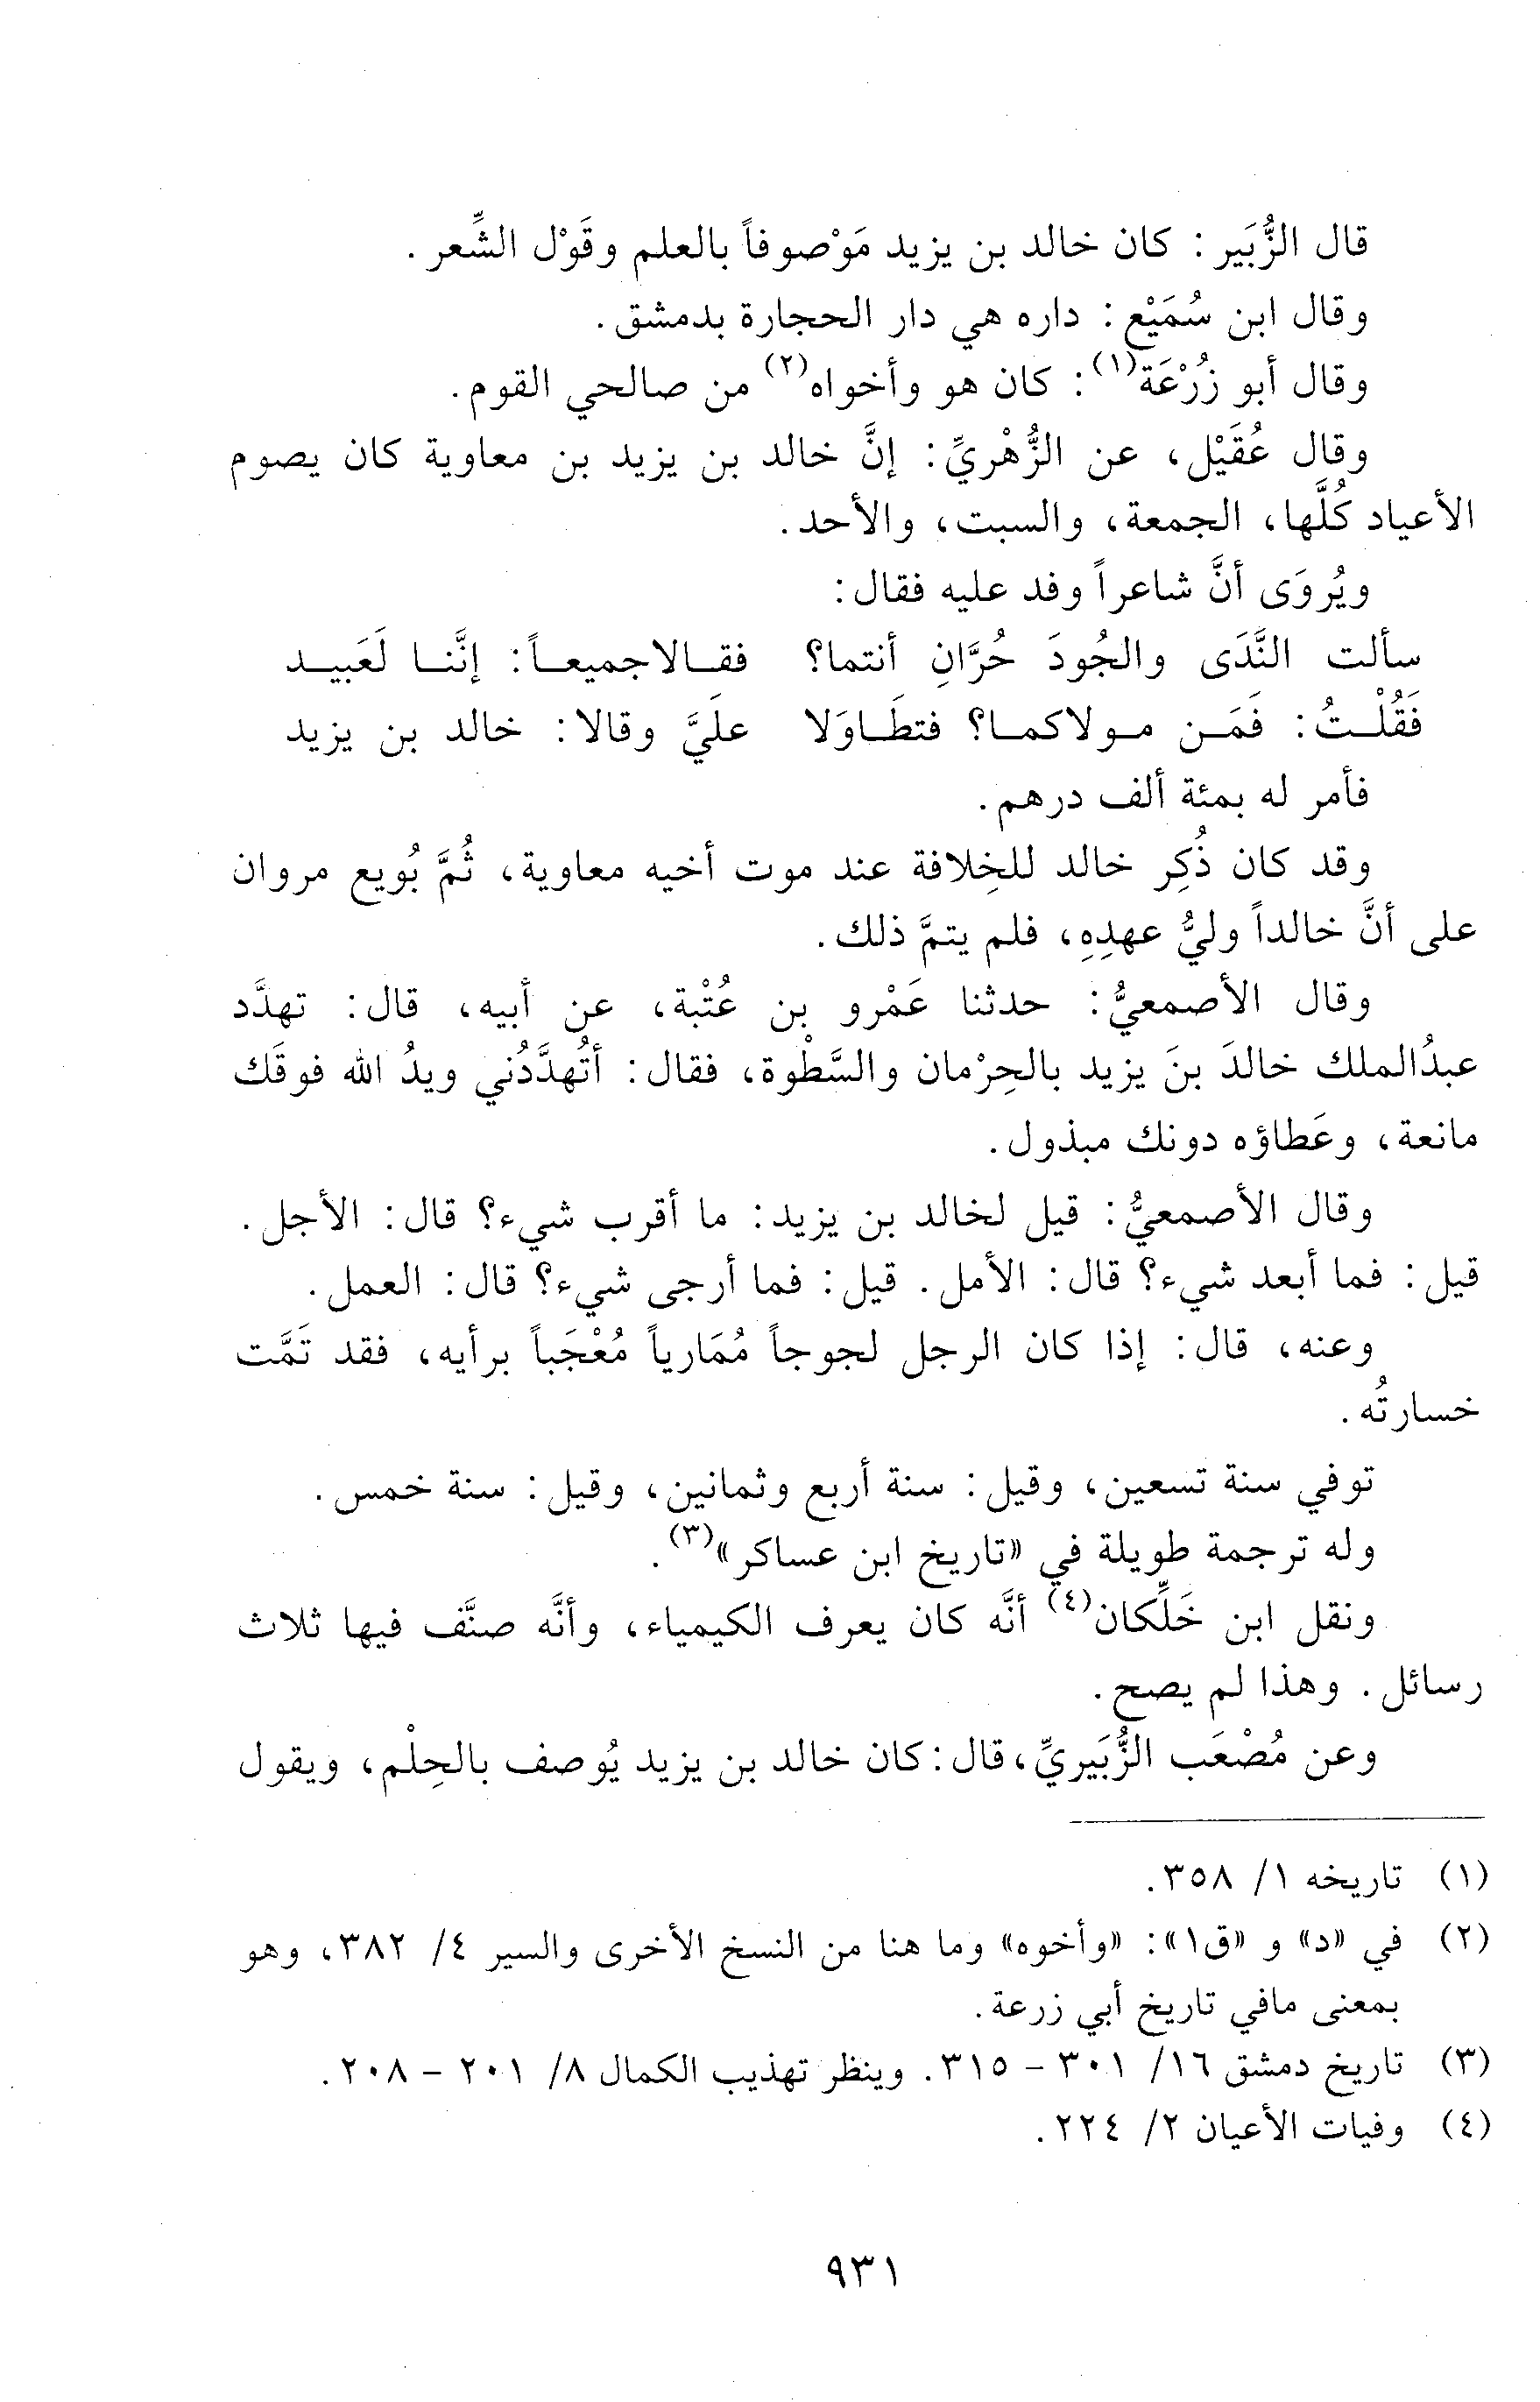 قال الزُّبَير : كان خالد بن يزيد مَوْصوفاً بالعلم وقَوْل الشِّعر .
وقال ابن سُمَيْع : داره هي دار الحجارة بدمشق .
وقال أبو زُرْعَة(١) : كان هو وأخواه(٢) من صالحي القوم .
وقال عُقَيْل، عن الزُّهْريِّ: إنَّ خالد بن يزيد بن معاوية كان يصوم
الأعياد كُلَّها، الجمعة، والسبت، والأحد .
ويُروَى أنَّ شاعراً وفد عليه فقال :
سألت النَّدَى والجُودَ حُرَّانِ أنتما؟ فقـالاجميعـاً: إنَّنـا لَعَبيـد
فَقُلْـتُ: فَمَـن مـولاكمـا؟ فتطَـاوَلا علَيَّ وقالا: خالد بن يزيد
فأمر له بمئة ألف درهم .
وقد كان ذُكِر خالد للخِلافة عند موت أخيه معاوية، ثُمَّ بُويع مروان
على أنَّ خالداً وليُّ عهدِهِ، فلم يتمَّ ذلك .
وقال الأصمعيُّ: حدثنا عَمْرو بن عُتْبة، عن أبيه، قال: تهدَّد
عبدُالملك خالدَ بنَ يزيد بالحِرْمان والسَّطْوة، فقال: أتُهدَّدُني ويدُ الله فوقَك
مانعة، وعَطاؤه دونك مبذول .
وقال الأصمعيُّ: قيل لخالد بن يزيد: ما أقرب شيء؟ قال: الأجل .
قيل: فما أبعد شيء؟ قال: الأمل . قيل: فما أرجى شيء؟ قال: العمل .
وعنه، قال: إذا كان الرجل لجوجاً مُمَارياً مُعْجَباً برأيه، فقد تَمَّت
خسارتُه .
توفي سنة تسعين، وقيل: سنة أربع وثمانين، وقيل: سنة خمس .
وله ترجمة طويلة في «تاريخ ابن عساكر»(٣) .
ونقل ابن خَلِّكان(٤) أنَّه كان يعرف الكيمياء، وأنَّه صنَّف فيها ثلاث
رسائل . وهذا لم يصح .
وعن مُصْعَب الزُّبَيريِّ، قال: كان خالد بن يزيد يُوصف بالحِلْم، ويقول
(١) تاريخه ١/ ٣٥٨.
(٢) في «د» و «ق١»: «وأخوه» وما هنا من النسخ الأخرى والسير ٤/ ٣٨٢، وهو
بمعنى مافي تاريخ أبي زرعة .
(٣) تاريخ دمشق ١٦/ ٣٠١ - ٣١٥. وينظر تهذيب الكمال ٨/ ٢٠١ - ٢٠٨.
(٤) وفيات الأعيان ٢/ ٢٢٤.
٩٣١